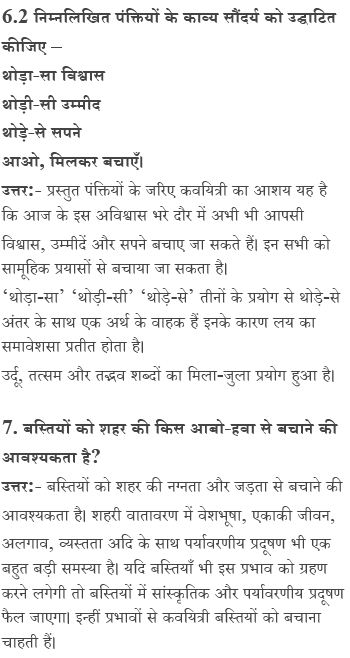 6.2 निम्नलिखित पंक्तियों के काव्य सौंदर्य को उद्घाटित
कीजिए –
थोड़ा-सा विश्वास
थोड़ी-सी उम्मीद
थोड़े-से सपने
आओ, मिलकर बचाएँ।
उत्तर:- प्रस्तुत पंक्तियों के जरिए कवयित्री का आशय यह है
कि आज के इस अविश्वास भरे दौर में अभी भी आपसी
विश्वास, उम्मीदें और सपने बचाए जा सकते हैं। इन सभी को
सामूहिक प्रयासों से बचाया जा सकता है।
‘थोड़ा-सा’ ‘थोड़ी-सी’ ‘थोड़े-से’ तीनों के प्रयोग से थोड़े-से
अंतर के साथ एक अर्थ के वाहक हैं इनके कारण लय का
समावेशसा प्रतीत होता है।
उर्दू, तत्सम और तद्भव शब्दों का मिला-जुला प्रयोग हुआ है।
7. बस्तियों को शहर की किस आबो-हवा से बचाने की
आवश्यकता है?
उत्तर:- बस्तियों को शहर की नग्नता और जड़ता से बचाने की
आवश्यकता है। शहरी वातावरण में वेशभूषा, एकाकी जीवन,
अलगाव, व्यस्तता अदि के साथ पर्यावरणीय प्रदूषण भी एक
बहुत बड़ी समस्या है। यदि बस्तियाँ भी इस प्रभाव को ग्रहण
करने लगेगी तो बस्तियों में सांस्कृतिक और पर्यावरणीय प्रदूषण
फैल जाएगा। इन्हीं प्रभावों से कवयित्री बस्तियों को बचाना
चाहती हैं।